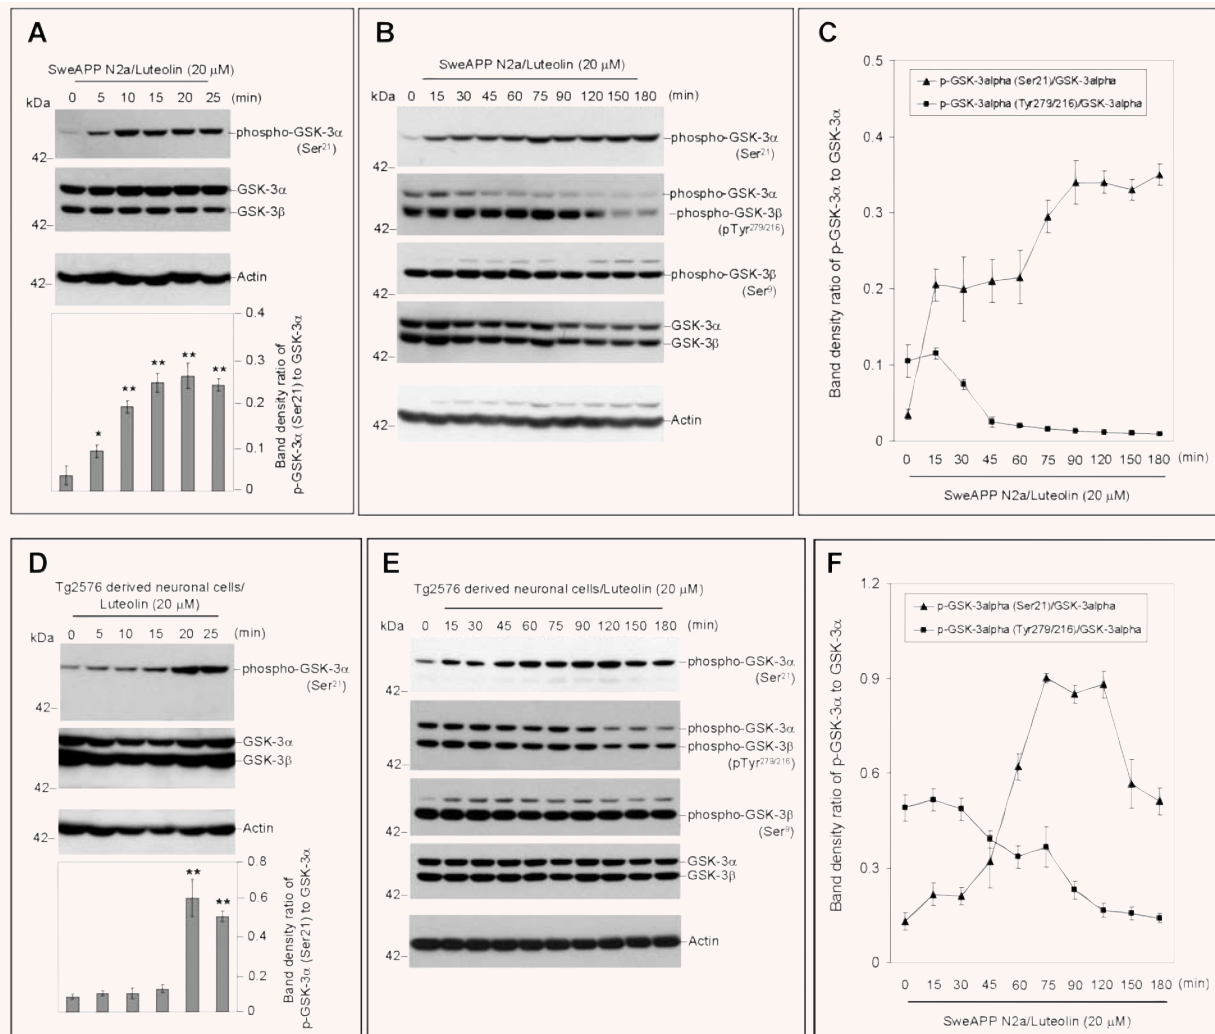 A
SweAPP N2a/Luteolin (20 μM)
kDa 0 5 10 15 20 25 (min)
phospho-GSK-3α
(Ser21)
42
GSK-3α
GSK-3β
42
Actin
42
0.4
0.3
0.2
0.1
0
* ** ** ** **
Band density ratio of
p-GSK-3α (Ser21) to GSK-3α
B
SweAPP N2a/Luteolin (20 μM)
kDa 0 15 30 45 60 75 90 120 150 180 (min)
phospho-GSK-3α
(Ser21)
42
phospho-GSK-3α
phospho-GSK-3β
(pTyr279/216)
42
phospho-GSK-3β
(Ser9)
42
GSK-3α
GSK-3β
42
Actin
42
C
0.5
0.4
0.3
0.2
0.1
0
p-GSK-3alpha (Ser21)/GSK-3alpha
p-GSK-3alpha (Tyr279/216)/GSK-3alpha
Band density ratio of p-GSK-3α to GSK-3α
0 15 30 45 60 75 90 120 150 180 (min)
SweAPP N2a/Luteolin (20 μM)
D
Tg2576 derived neuronal cells/
Luteolin (20 μM)
kDa 0 5 10 15 20 25 (min)
phospho-GSK-3α
(Ser21)
42
GSK-3α
GSK-3β
Actin
42
0.8
0.6
0.4
0.2
0
** **
Band density ratio of
p-GSK-3α (Ser21) to GSK-3α
E
Tg2576 derived neuronal cells/Luteolin (20 μM)
kDa 0 15 30 45 60 75 90 120 150 180 (min)
phospho-GSK-3α
(Ser21)
42
phospho-GSK-3α
phospho-GSK-3β
(pTyr279/216)
42
phospho-GSK-3β
(Ser9)
42
GSK-3α
GSK-3β
42
Actin
42
F
1.2
0.9
0.6
0.3
0
p-GSK-3alpha (Ser21)/GSK-3alpha
p-GSK-3alpha (Tyr279/216)/GSK-3alpha
Band density ratio of p-GSK-3α to GSK-3α
0 15 30 45 60 75 90 120 150 180 (min)
SweAPP N2a/Luteolin (20 μM)